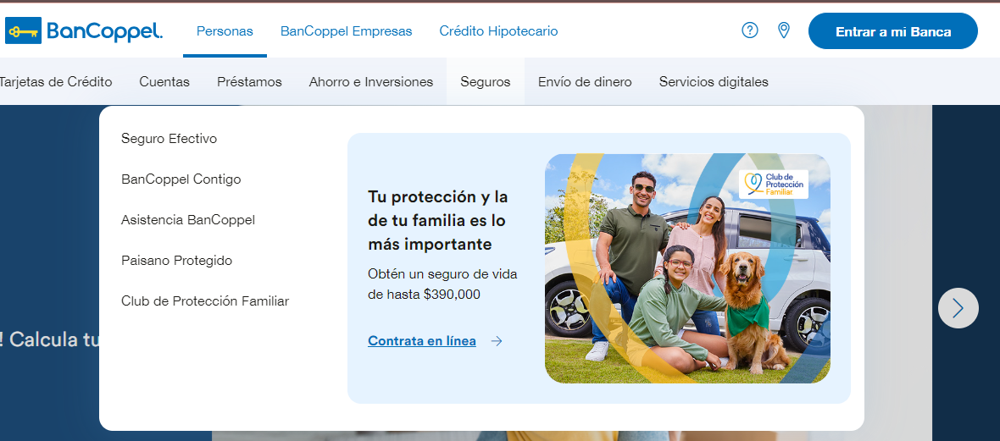 BanCoppel.
Personas
BanCoppel Empresas
Crédito Hipotecario
?
Entrar a mi Banca
Tarjetas de Crédito
Cuentas
Préstamos
Ahorro e Inversiones
Seguros
Envío de dinero
Servicios digitales
Seguro Efectivo
BanCoppel Contigo
Asistencia BanCoppel
Paisano Protegido
Club de Protección Familiar
Tu protección y la
de tu familia es lo
más importante
Obtén un seguro de vida
de hasta $390,000
Contrata en línea
Club de
Protección
Familiar
! Calcula tu